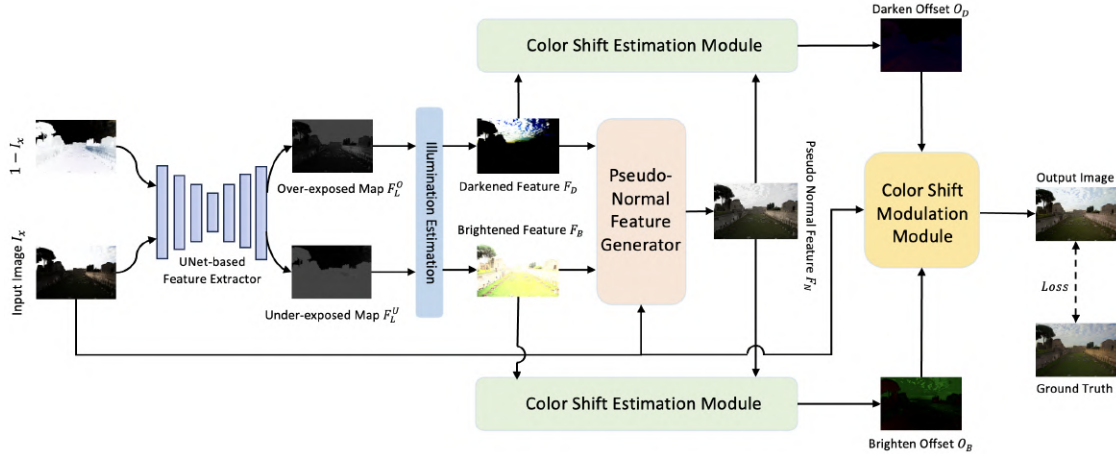 Darken Offset O_D
Color Shift Estimation Module
1 − I_x
Over-exposed Map F_L^O
Illumination Estimation
Darkened Feature F_D
Pseudo-
Normal
Feature
Generator
Pseudo Normal Feature F_N
Color Shift
Modulation
Module
Output Image
Input Image I_x
UNet-based
Feature Extractor
Brightened Feature F_B
Under-exposed Map F_L^U
Loss
Ground Truth
Color Shift Estimation Module
Brighten Offset O_B